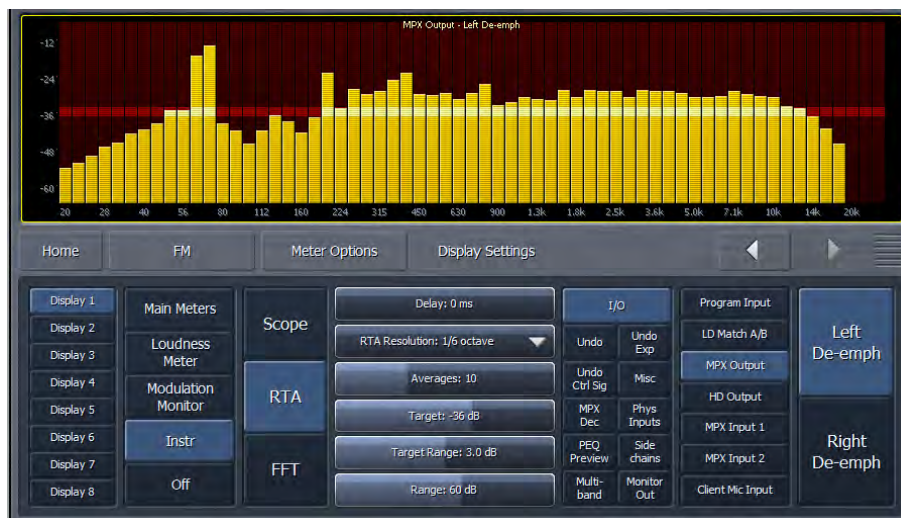 MPX Output - Left De-emph
-12
-24
-36
-48
-60
20 28 40 56 80 112 160 224 315 450 630 900 1.3k 1.8k 2.5k 3.6k 5.0k 7.1k 10k 14k 20k
Home FM Meter Options Display Settings
Display 1
Display 2
Display 3
Display 4
Display 5
Display 6
Display 7
Display 8
Main Meters
Loudness
Meter
Modulation
Monitor
Instr
Off
Scope
RTA
FFT
Delay: 0 ms
RTA Resolution: 1/6 octave
Averages: 10
Target: -36 dB
Target Range: 3.0 dB
Range: 60 dB
I/O
Undo
Undo
Exp
Undo
Ctrl Sig
Misc
MPX
Dec
Phys
Inputs
PEQ
Preview
Side
chains
Multi-
band
Monitor
Out
Program Input
LD Match A/B
MPX Output
HD Output
MPX Input 1
MPX Input 2
Client Mic Input
Left
De-emph
Right
De-emph